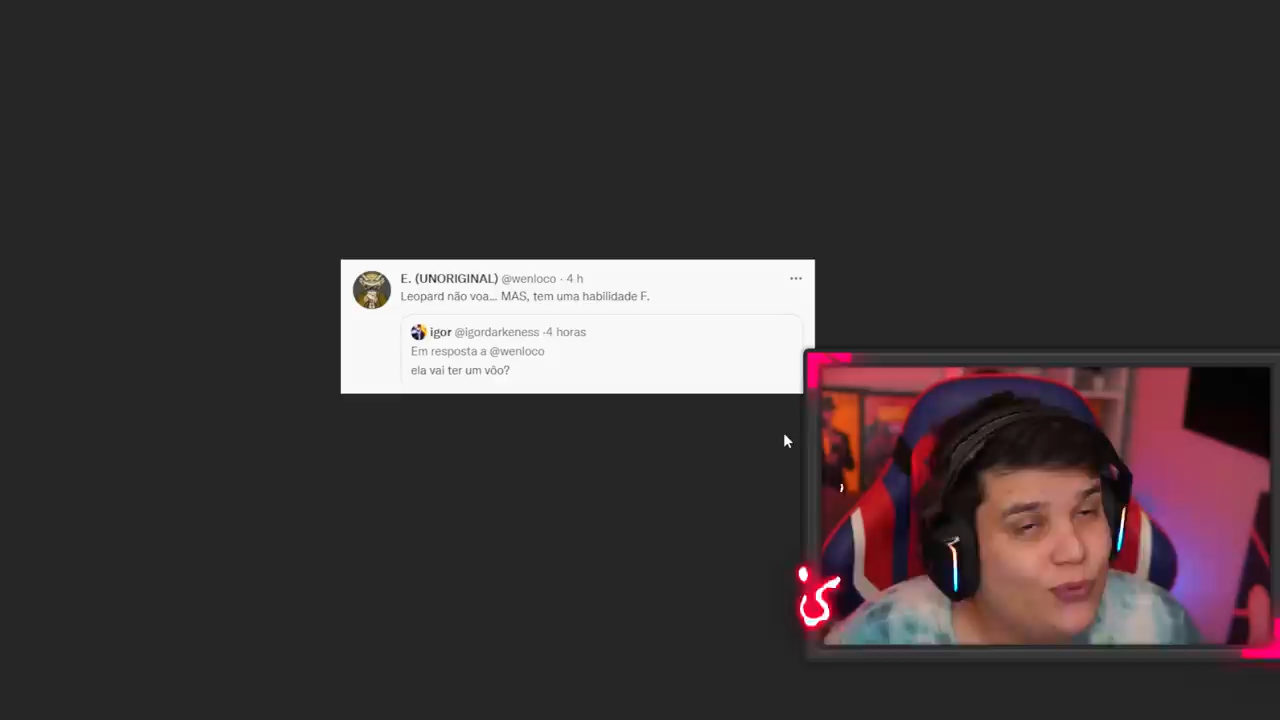 E. (UNORIGINAL) @wenloco · 4 h
Leopard não voa... MAS, tem uma habilidade F.
igor @igordarkeness ·4 horas
Em resposta a @wenloco
ela vai ter um vôo?